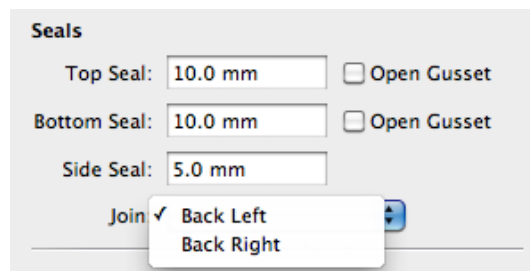 Seals
Top Seal: 10.0 mm Open Gusset
Bottom Seal: 10.0 mm Open Gusset
Side Seal: 5.0 mm
Join: ✓ Back Left
Back Right